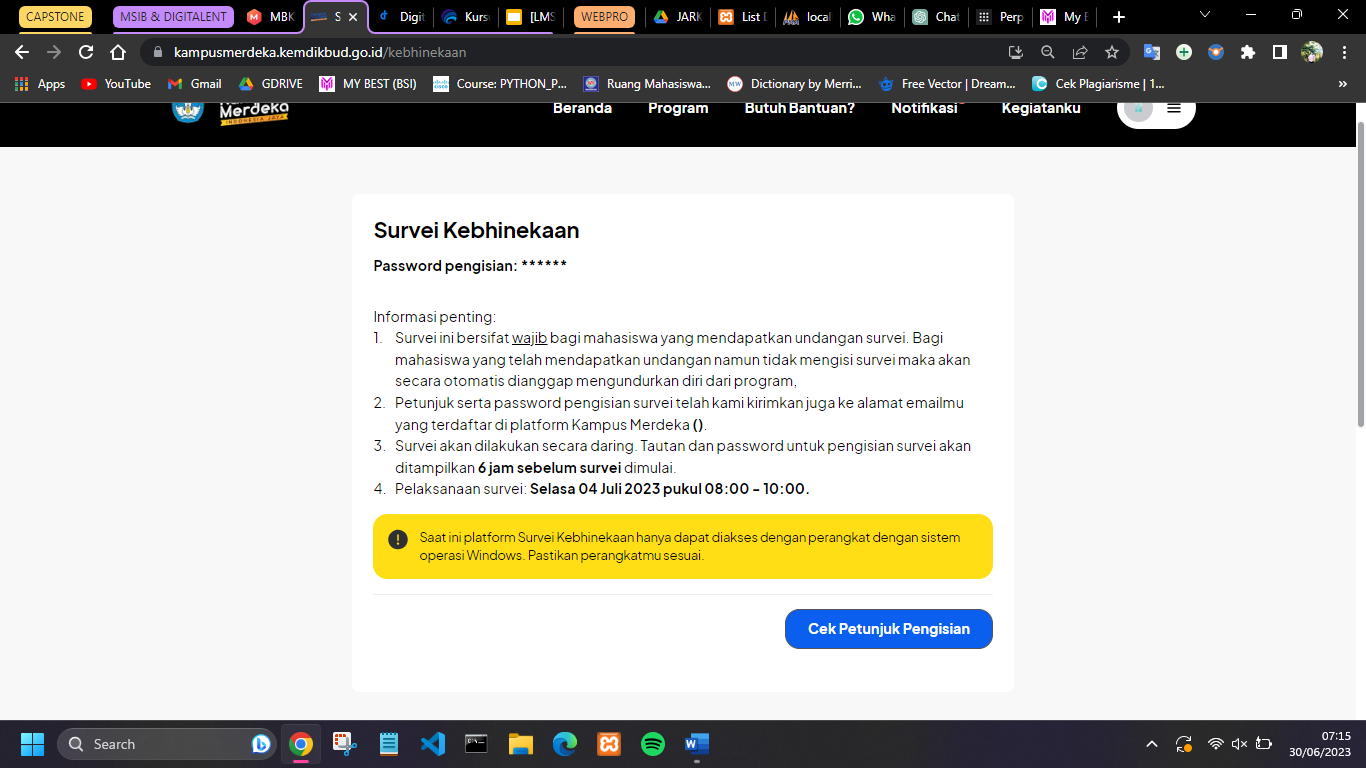 CAPSTONE MSIB & DIGITALENT MBK S Digit Kurs [LMS WEBPRO JARK List D local Wha Chat Perp My B
kampusmerdeka.kemdikbud.go.id/kebhinekaan
Apps YouTube Gmail GDRIVE MY BEST (BSI) Course: PYTHON_P... Ruang Mahasiswa... Dictionary by Merri... Free Vector | Dream... Cek Plagiarisme | 1... »
Merdeka
INDONESIA JAYA
Beranda Program Butuh Bantuan? Notifikasi Kegiatanku
Survei Kebhinekaan
Password pengisian: ******
Informasi penting:
1. Survei ini bersifat wajib bagi mahasiswa yang mendapatkan undangan survei. Bagi
mahasiswa yang telah mendapatkan undangan namun tidak mengisi survei maka akan
secara otomatis dianggap mengundurkan diri dari program,
2. Petunjuk serta password pengisian survei telah kami kirimkan juga ke alamat emailmu
yang terdaftar di platform Kampus Merdeka ().
3. Survei akan dilakukan secara daring. Tautan dan password untuk pengisian survei akan
ditampilkan 6 jam sebelum survei dimulai.
4. Pelaksanaan survei: Selasa 04 Juli 2023 pukul 08:00 - 10:00.
Saat ini platform Survei Kebhinekaan hanya dapat diakses dengan perangkat dengan sistem
operasi Windows. Pastikan perangkatmu sesuai.
Cek Petunjuk Pengisian
Search
07:15
30/06/2023